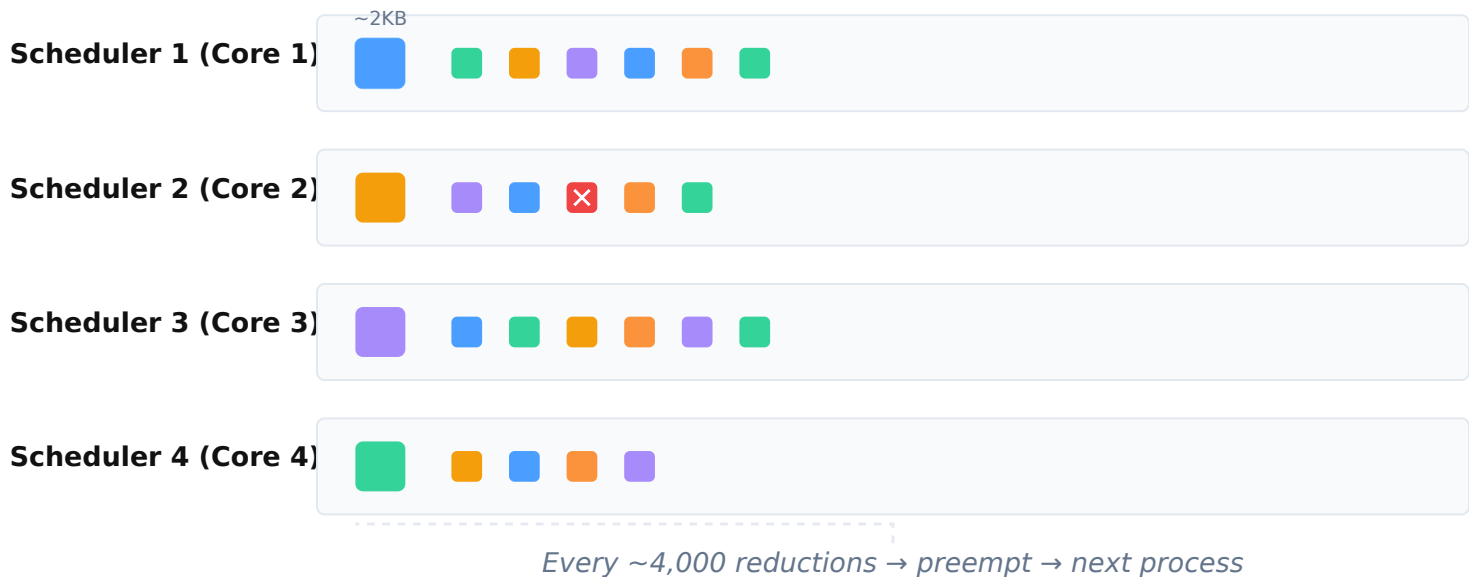 ~2KB
Scheduler 1 (Core 1)
Scheduler 2 (Core 2)
Scheduler 3 (Core 3)
Scheduler 4 (Core 4)
Every ~4,000 reductions → preempt → next process